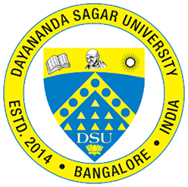 DAYANANDA SAGAR UNIVERSITY
ESTD. 2014 • BANGALORE • INDIA
DSU